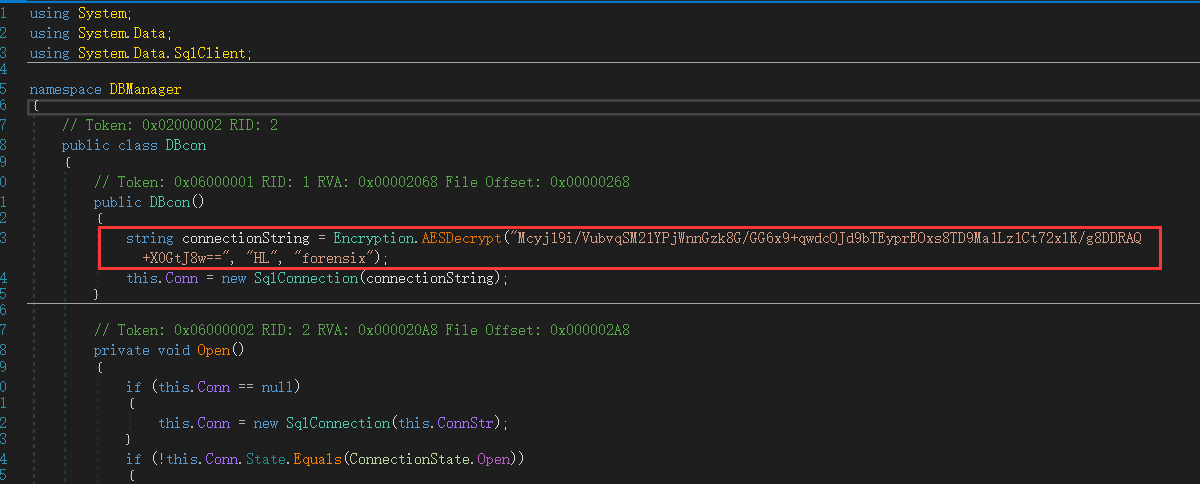 1 using System;
2 using System.Data;
3 using System.Data.SqlClient;
4
5 namespace DBManager
6 {
7 // Token: 0x02000002 RID: 2
8 public class DBcon
9 {
0 // Token: 0x06000001 RID: 1 RVA: 0x00002068 File Offset: 0x00000268
1 public DBcon()
2 {
3 string connectionString = Encryption.AESDecrypt("Mcyj19i/VubvqSM21YPjWnnGzk8G/GG6x9+qwdcOJd9bTEyprEOxs8TD9Ma1Lz1Ct72x1K/g8DDRAQ
+X0GtJ8w==", "HL", "forensix");
4 this.Conn = new SqlConnection(connectionString);
5 }
6
7 // Token: 0x06000002 RID: 2 RVA: 0x000020A8 File Offset: 0x000002A8
8 private void Open()
9 {
0 if (this.Conn == null)
1 {
2 this.Conn = new SqlConnection(this.ConnStr);
3 }
4 if (!this.Conn.State.Equals(ConnectionState.Open))
5 {